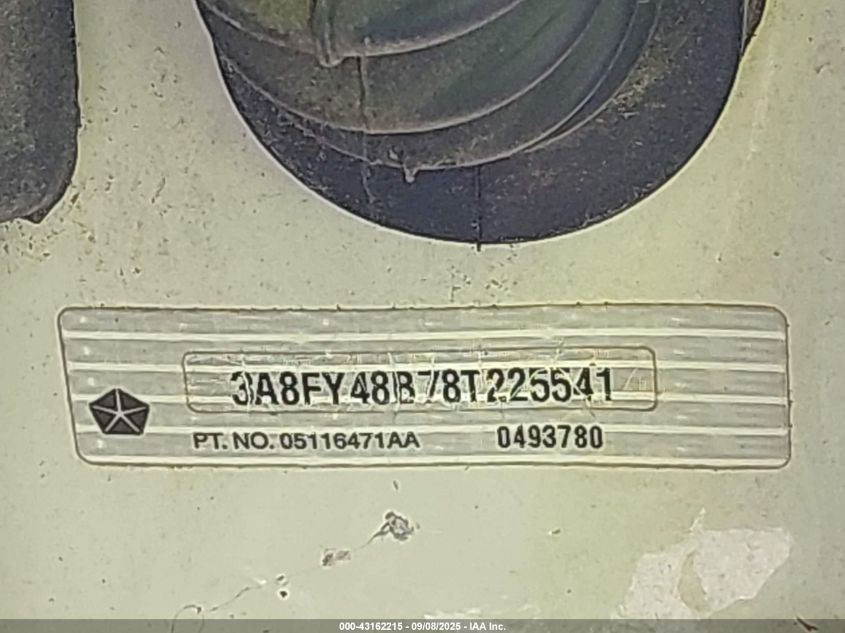 3A8FY48B78T225541
PT. NO. 05116471AA 0493780
000-43162215 - 09/08/2025 - IAA Inc.